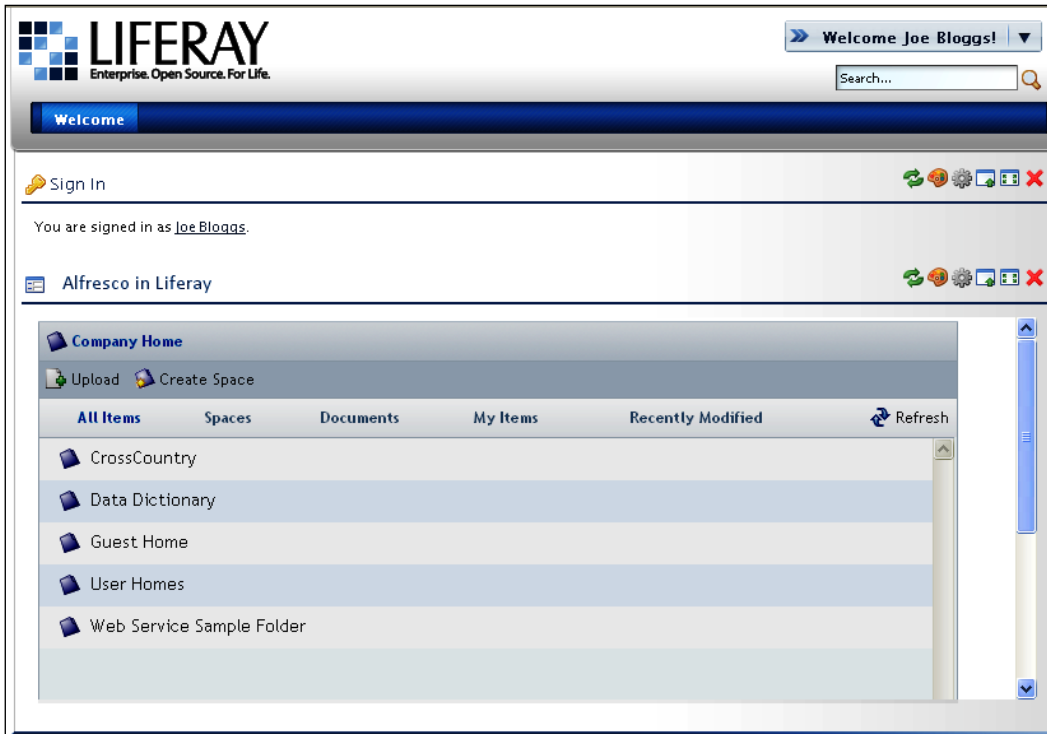 LIFERAY
Enterprise. Open Source. For Life.
Welcome Joe Bloggs!
Search...
Welcome
Sign In
You are signed in as Joe Bloggs.
Alfresco in Liferay
Company Home
Upload Create Space
All Items Spaces Documents My Items Recently Modified Refresh
CrossCountry
Data Dictionary
Guest Home
User Homes
Web Service Sample Folder